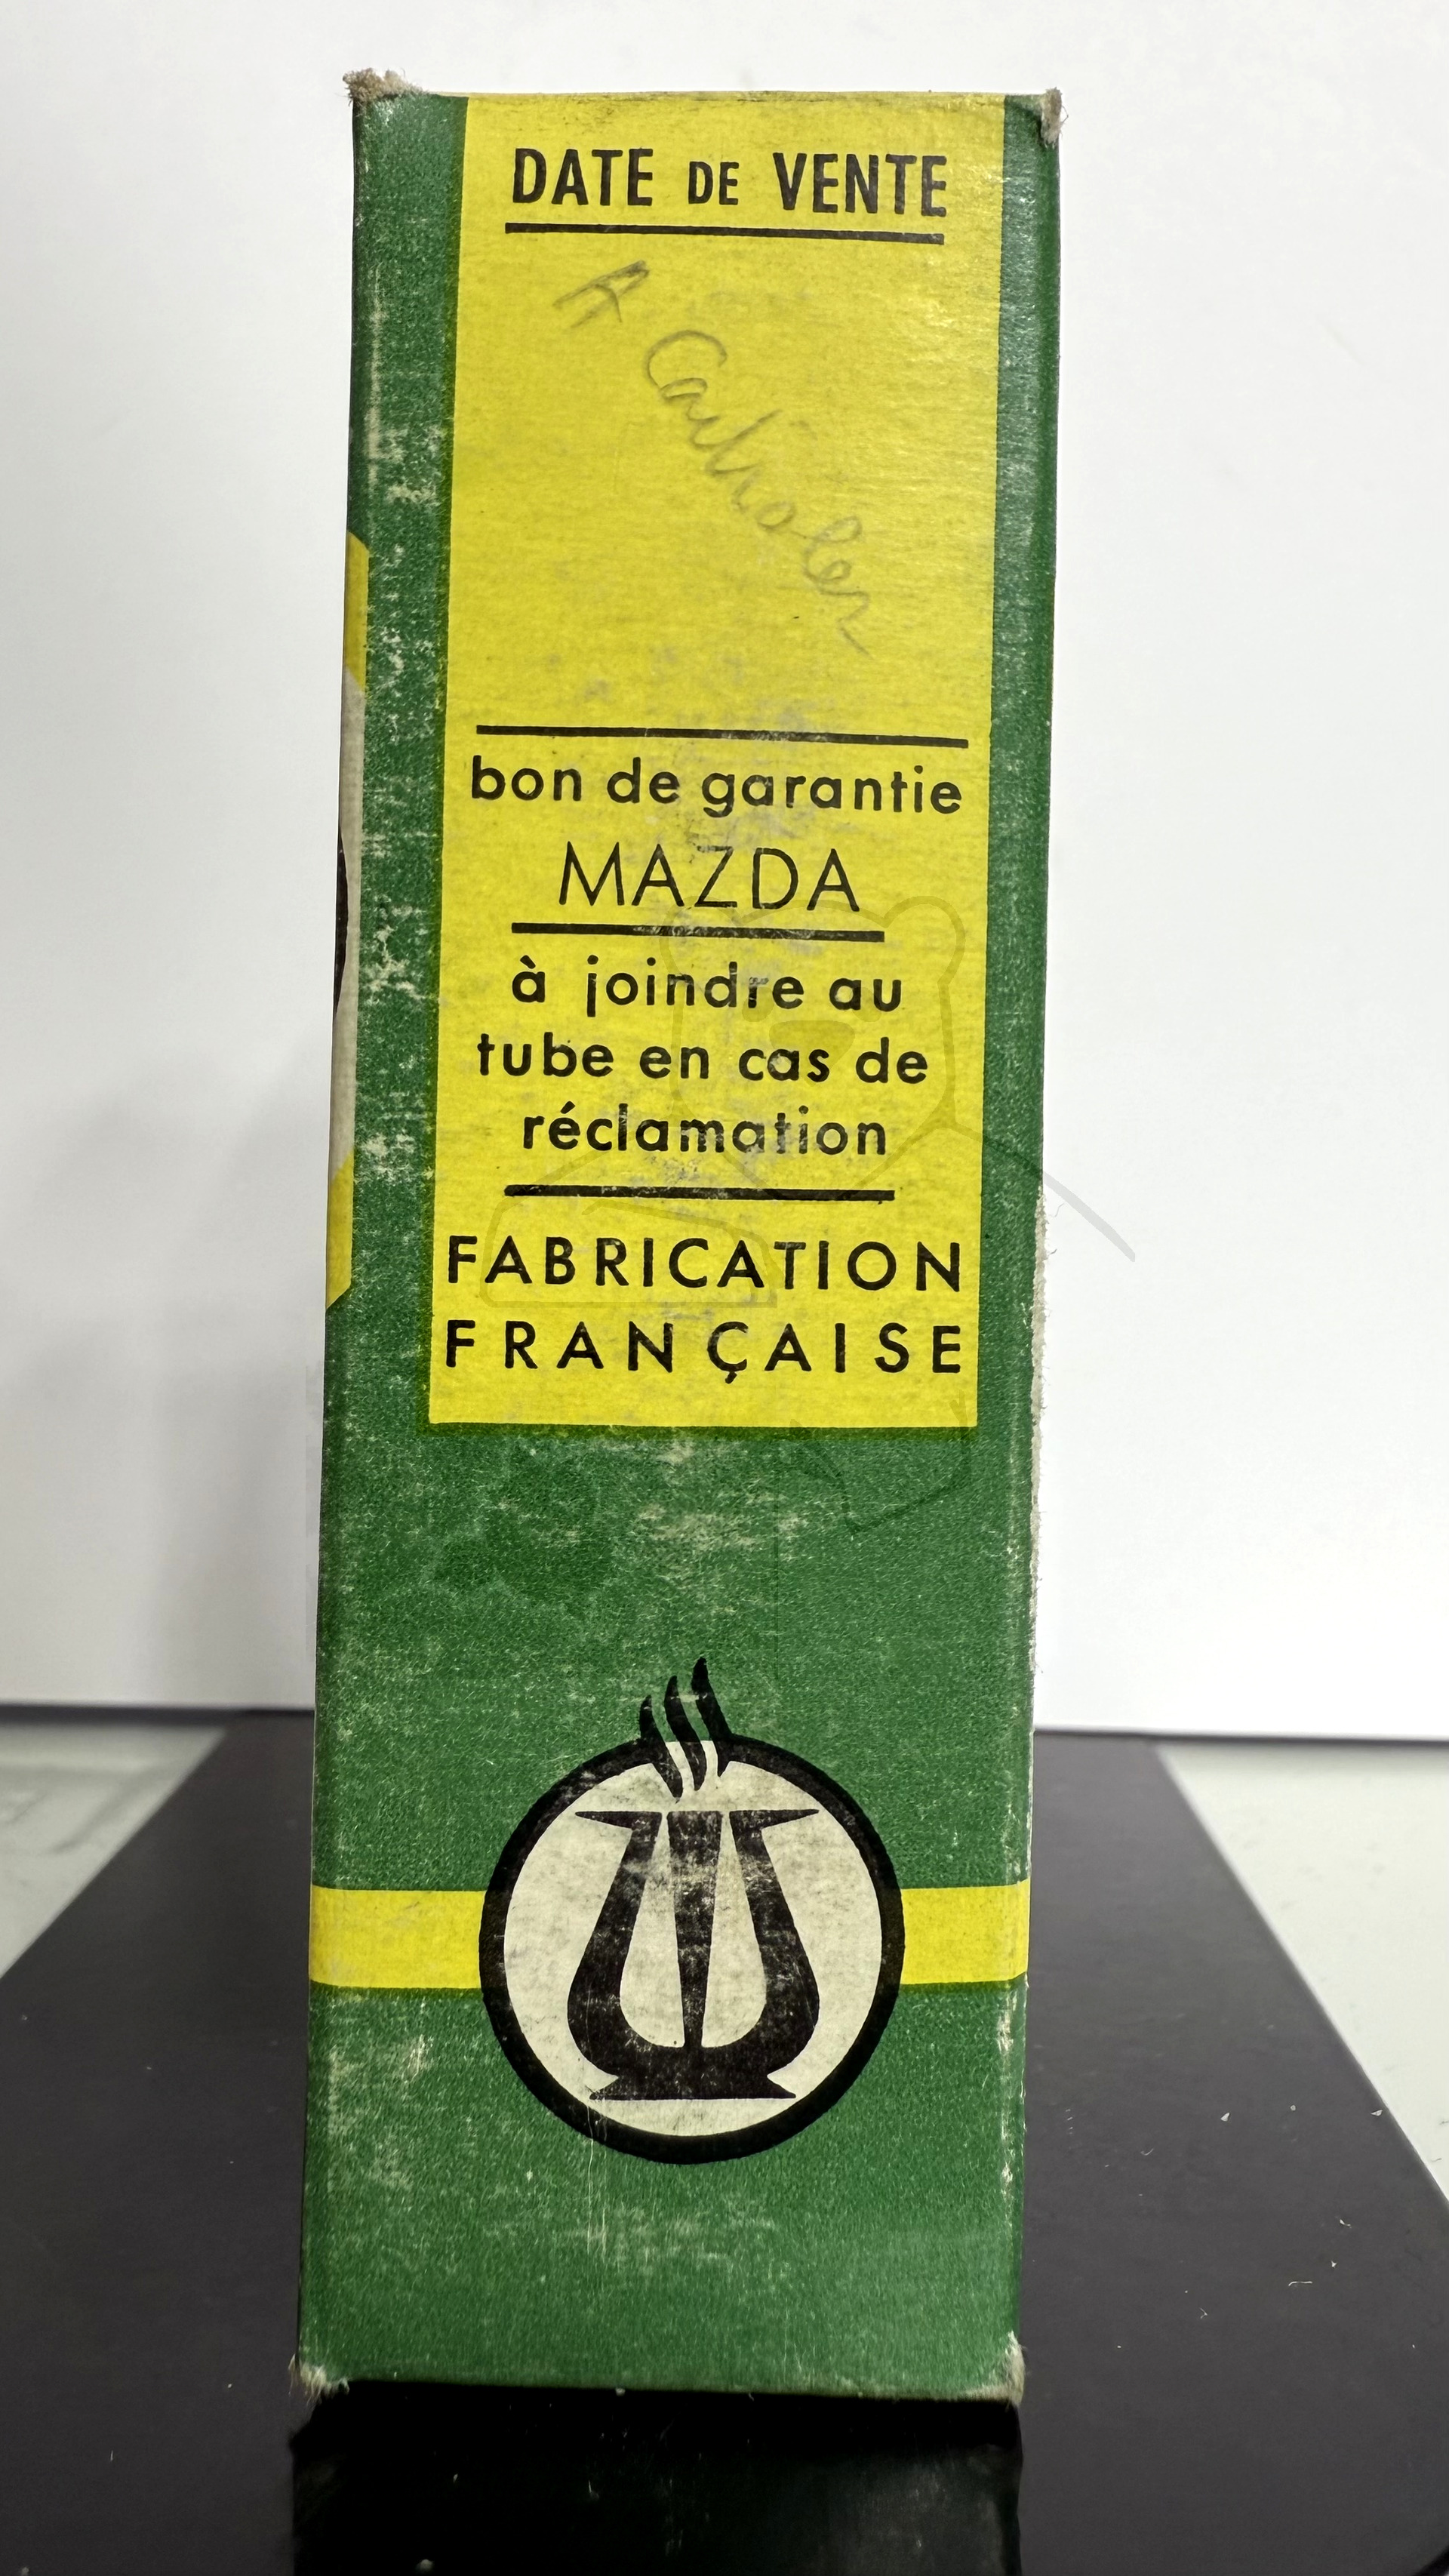 DATE DE VENTE
A
bon de garantie
MAZDA
à joindre au
tube en cas de
réclamation
FABRICATION
FRANÇAISE